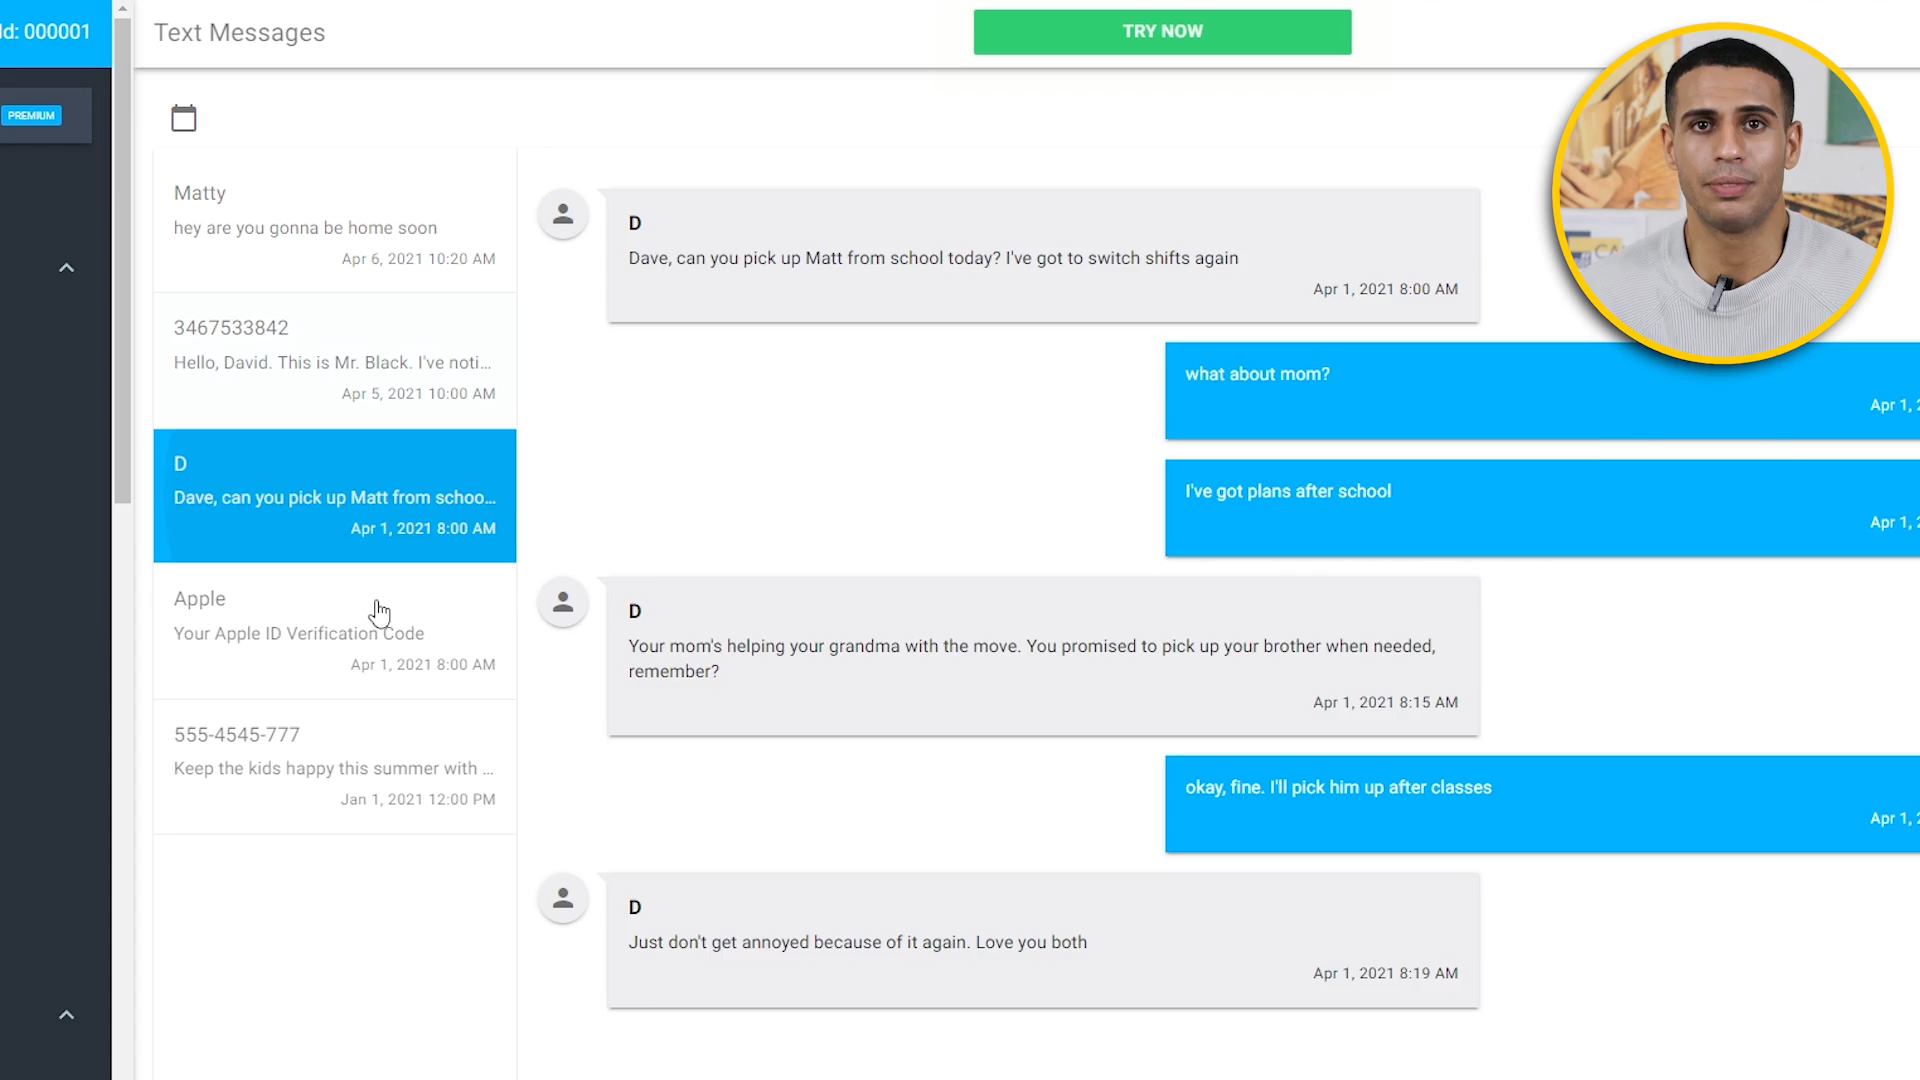 Id: 000001
Text Messages
TRY NOW
PREMIUM
Matty
hey are you gonna be home soon
Apr 6, 2021 10:20 AM
3467533842
Hello, David. This is Mr. Black. I've noti...
Apr 5, 2021 10:00 AM
D
Dave, can you pick up Matt from schoo...
Apr 1, 2021 8:00 AM
Apple
Your Apple ID Verification Code
Apr 1, 2021 8:00 AM
555-4545-777
Keep the kids happy this summer with ...
Jan 1, 2021 12:00 PM
D
Dave, can you pick up Matt from school today? I've got to switch shifts again
Apr 1, 2021 8:00 AM
what about mom?
Apr 1, 2
I've got plans after school
Apr 1, 2
D
Your mom's helping your grandma with the move. You promised to pick up your brother when needed,
remember?
Apr 1, 2021 8:15 AM
okay, fine. I'll pick him up after classes
Apr 1, 2
D
Just don't get annoyed because of it again. Love you both
Apr 1, 2021 8:19 AM